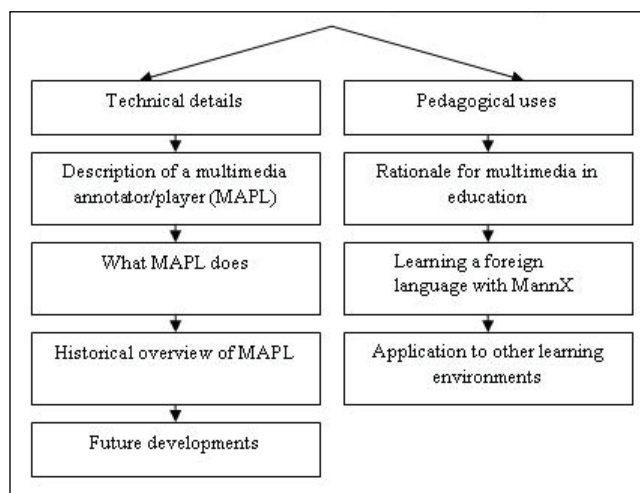 Technical details
Description of a multimedia
annotator/player (MAPL)
What MAPL does
Historical overview of MAPL
Future developments
Pedagogical uses
Rationale for multimedia in
education
Learning a foreign
language with MannX
Application to other learning
environments